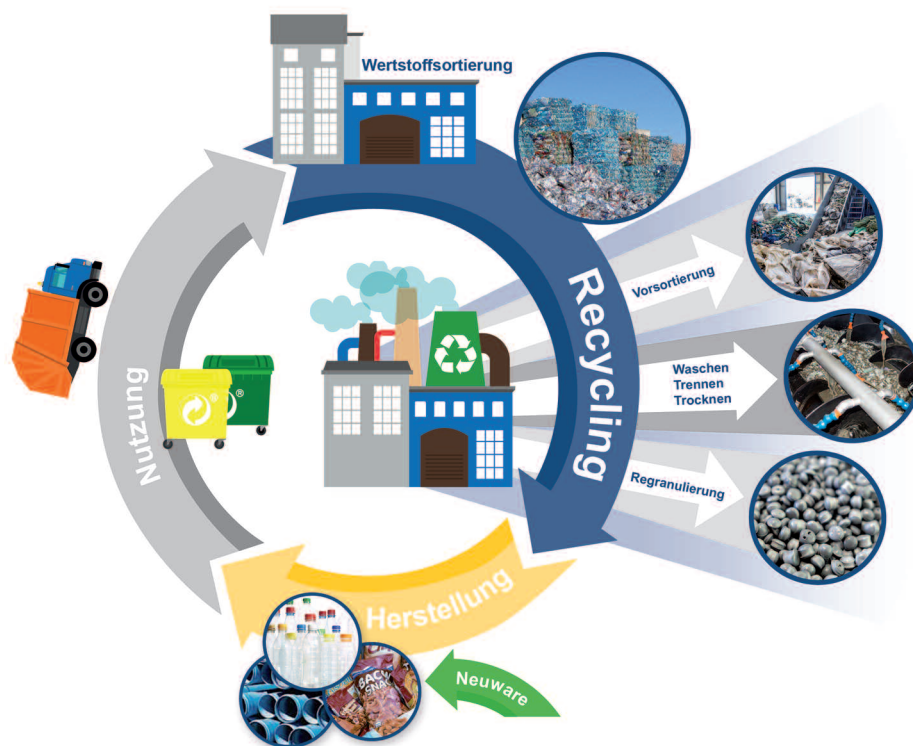 Wertstoffsortierung
Recycling
Vorsortierung
Waschen
Trennen
Trocknen
Regranulierung
Nutzung
Herstellung
Neuware